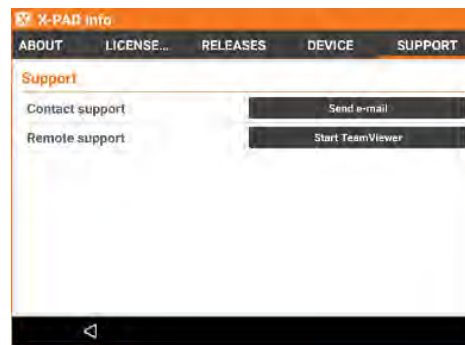 X-PAD info
ABOUT LICENSE... RELEASES DEVICE SUPPORT
Support
Contact support Send e-mail
Remote support Start TeamViewer